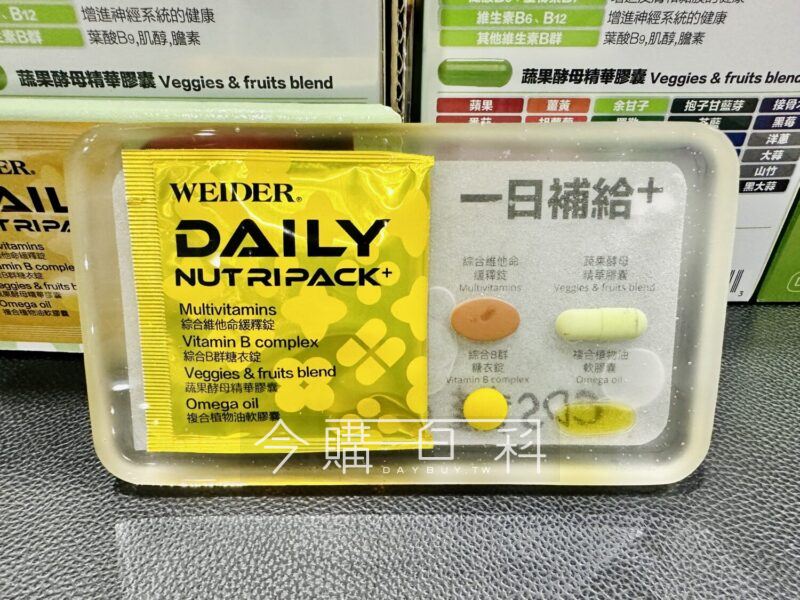 B12
增進神經系統的健康
生素B群
葉酸B9,肌醇,膽素
蔬果酵母精華膠囊 Veggies & fruits blend
維生素B6、B12
增進神經系統的健康
其他維生素B群
葉酸B9,肌醇,膽素
蔬果酵母精華膠囊 Veggies & fruits blend
蘋果
薑黃
余甘子
孢子甘藍芽
黑莓
洋蔥
大蒜
山竹
黑大蒜
WEIDER®
DAILY
NUTRIPACK+
Multivitamins
綜合維他命緩釋錠
Vitamin B complex
綜合B群糖衣錠
Veggies & fruits blend
蔬果酵母精華膠囊
Omega oil
複合植物油軟膠囊
一日補給+
綜合維他命
緩釋錠
Multivitamins
蔬果酵母
精華膠囊
Veggies & fruits blend
綜合B群
糖衣錠
Vitamin B complex
複合植物油
軟膠囊
Omega oil
今購百科
DAYBUY.TW